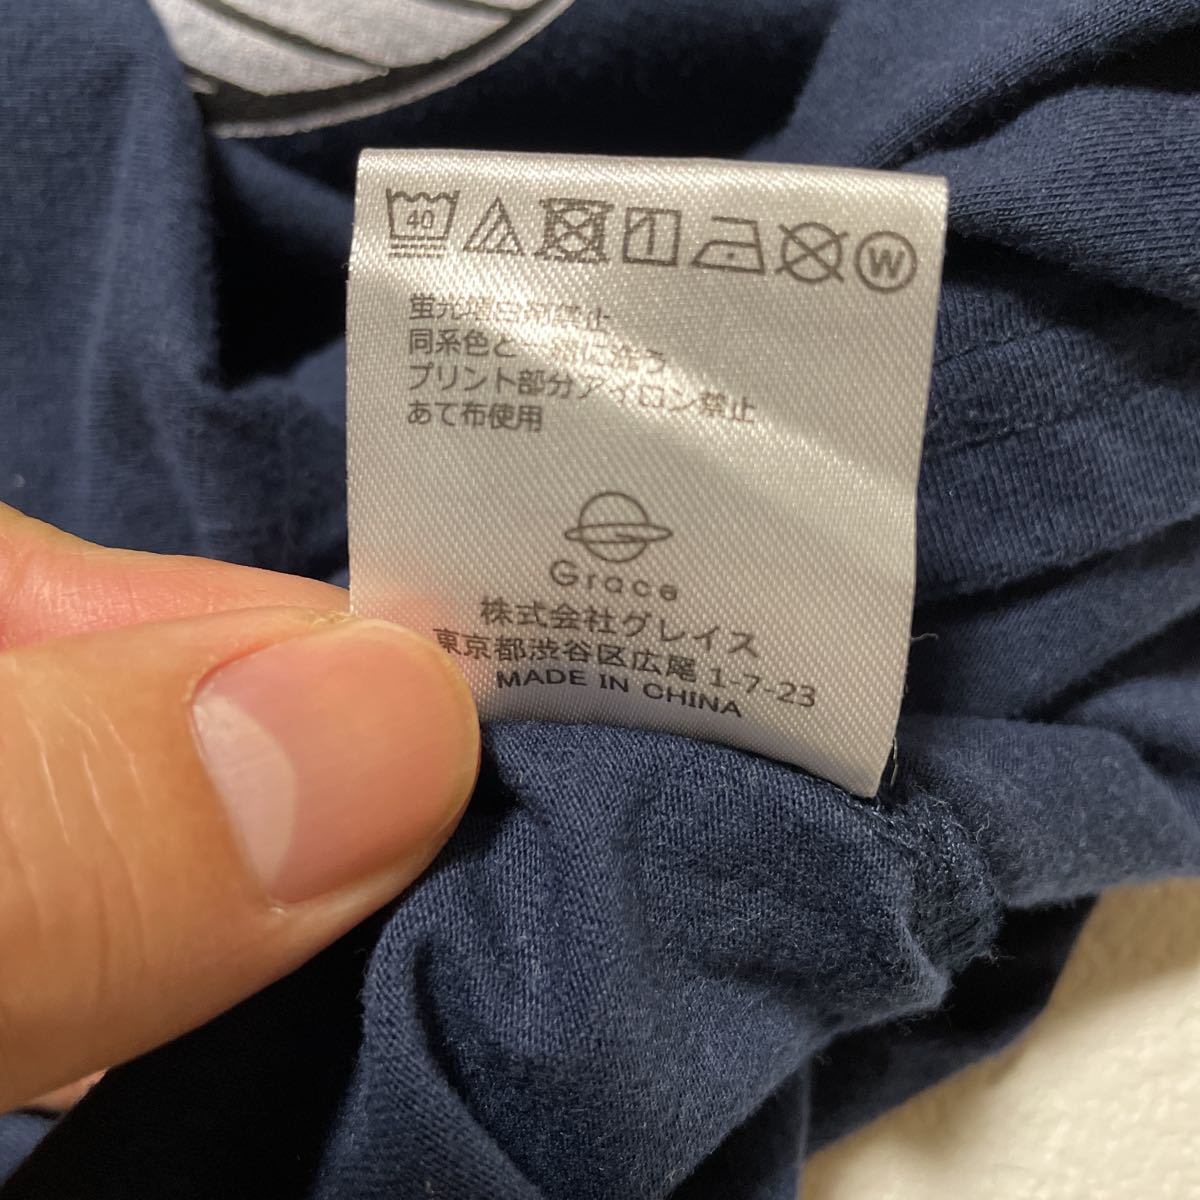 40 W
蛍光増白剤禁止
同系色と一緒に洗う
プリント部分アイロン禁止
あて布使用
Grace
株式会社グレイス
東京都渋谷区広尾 1-7-23
MADE IN CHINA